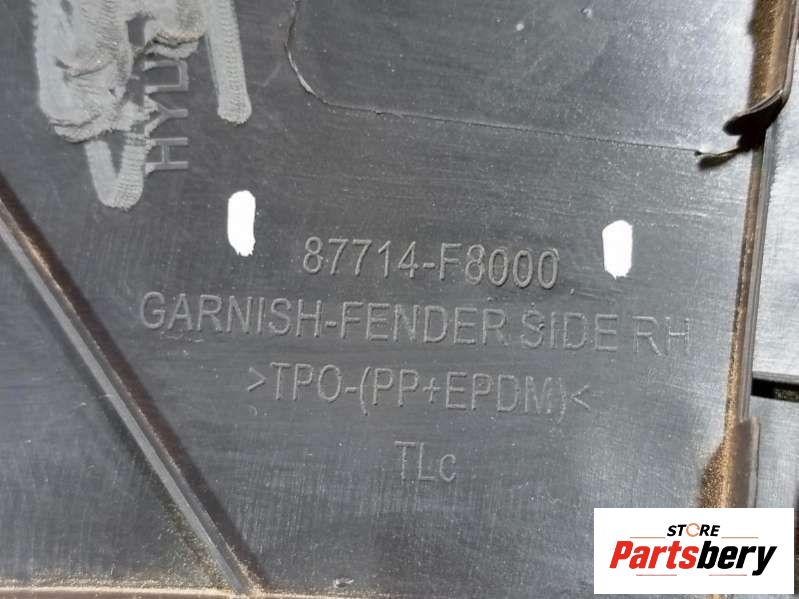 HYU
87714-F8000
GARNISH-FENDER SIDE RH
>TPO-(PP+EPDM)<
TLc
STORE
Partsbery